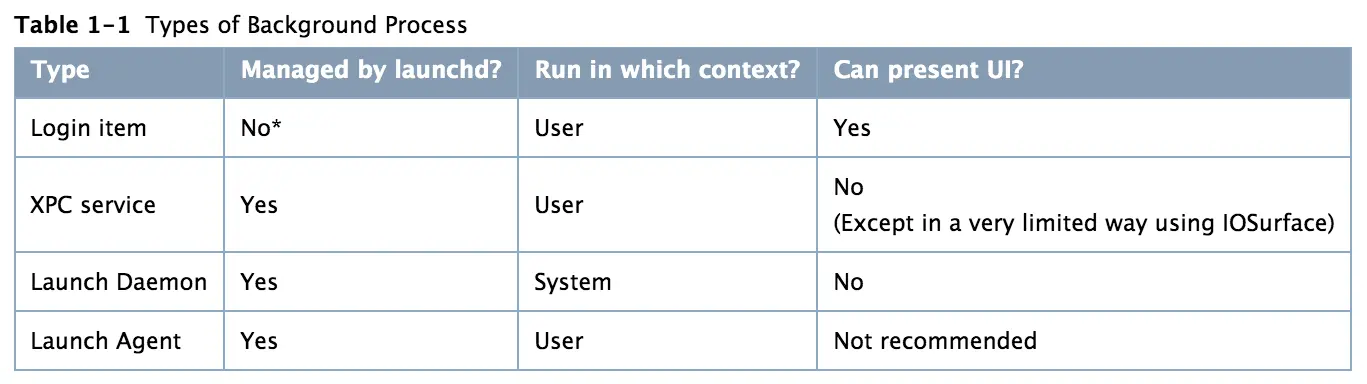 Table 1-1 Types of Background Process
Type Managed by launchd? Run in which context? Can present UI?
Login item No* User Yes
XPC service Yes User No
(Except in a very limited way using IOSurface)
Launch Daemon Yes System No
Launch Agent Yes User Not recommended